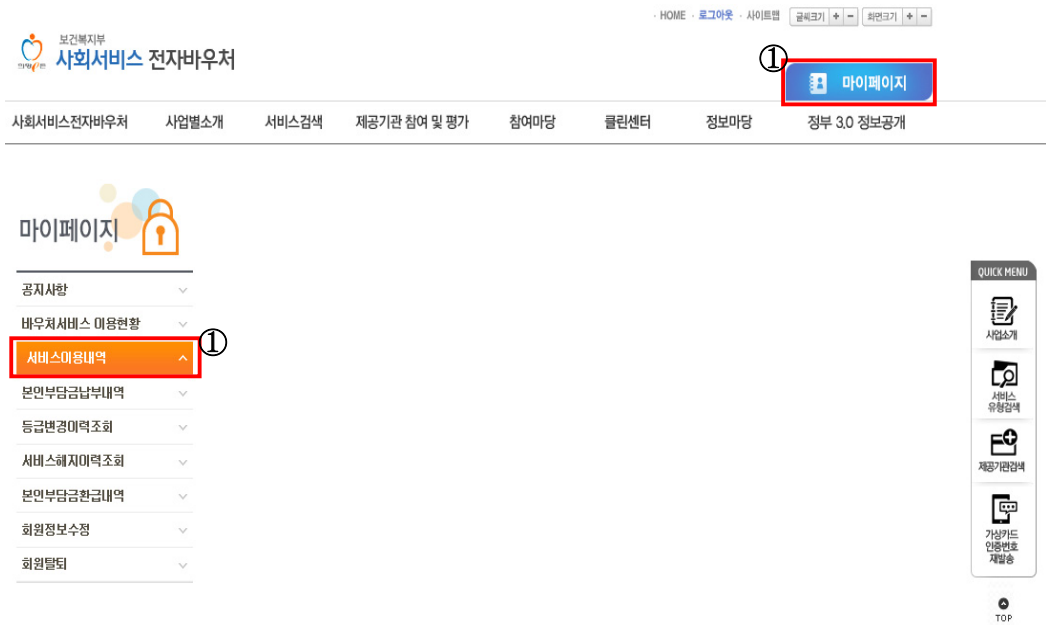 · HOME · 로그아웃 · 사이트맵 글씨크기 + - 화면크기 + -
보건복지부
사회서비스 전자바우처
①
마이페이지
사회서비스전자바우처 사업별소개 서비스검색 제공기관 참여 및 평가 참여마당 클린센터 정보마당 정부 3.0 정보공개
마이페이지
공지사항
바우처서비스 이용현황
서비스이용내역
①
본인부담금납부내역
등급변경이력조회
서비스해지이력조회
본인부담금환급내역
회원정보수정
회원탈퇴
QUICK MENU
사업소개
서비스
유형검색
제공기관검색
가상카드
인증번호
재발송
TOP